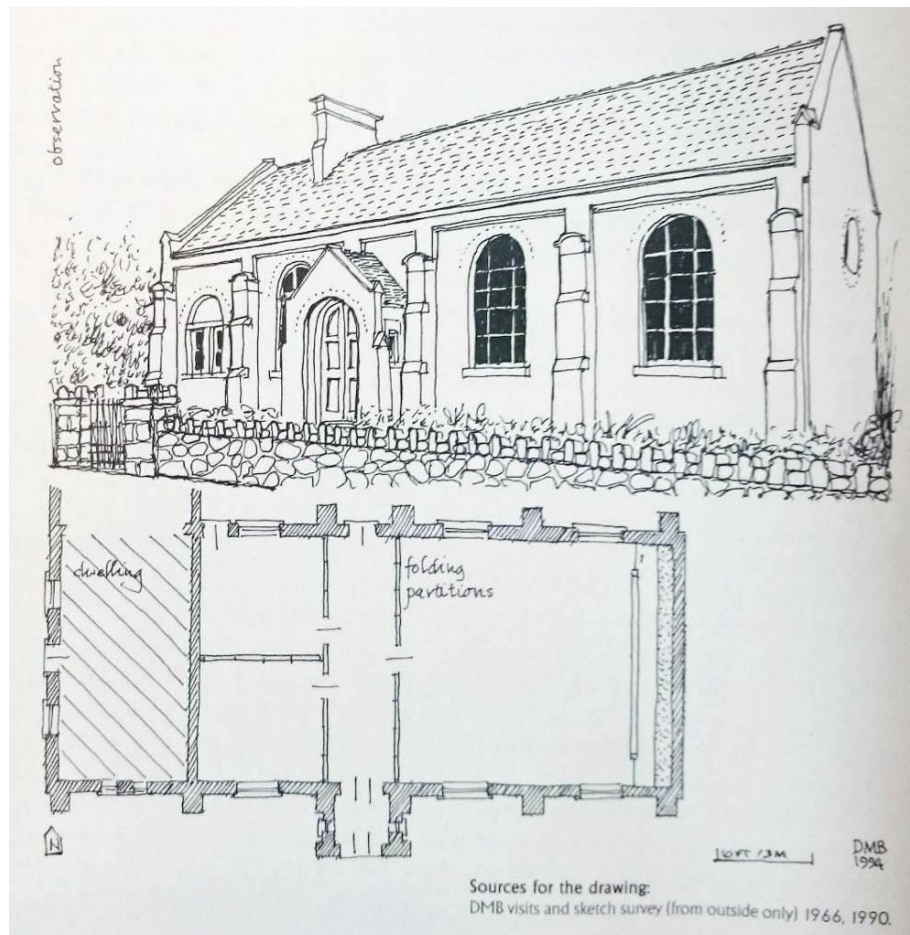 observation
dwelling
folding
partitions
N
10FT / 3M
DMB
1994
Sources for the drawing:
DMB visits and sketch survey (from outside only) 1966, 1990.